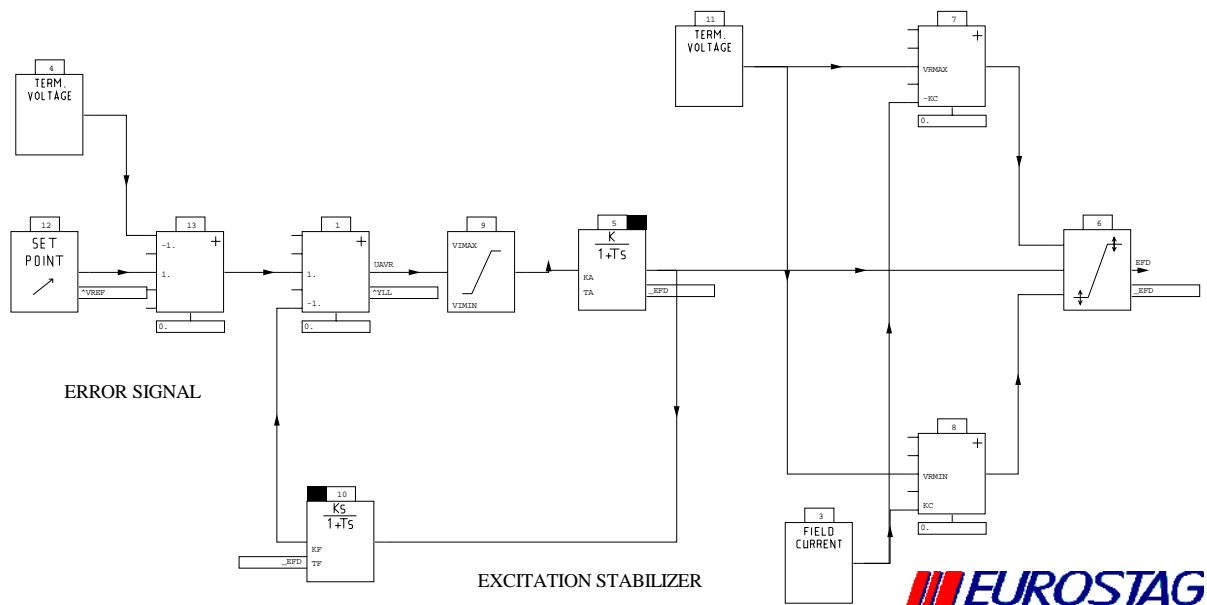 4
TERM.
VOLTAGE
12
SET
POINT
^VREF
13
-1.
+
1.
0.
ERROR SIGNAL
1
+
UAVR
1.
^YLL
-1.
0.
9
VIMAX
VIMIN
5
K
1+Ts
KA
TA
_EFD
10
Ks
1+Ts
KF
_EFD
TF
EXCITATION STABILIZER
11
TERM.
VOLTAGE
7
+
VRMAX
-KC
0.
6
EFD
_EFD
8
+
VRMIN
KC
0.
3
FIELD
CURRENT
EUROSTAG